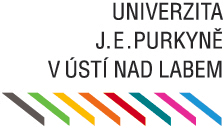 UNIVERZITA
J. E. PURKYNĚ
V ÚSTÍ NAD LABEM